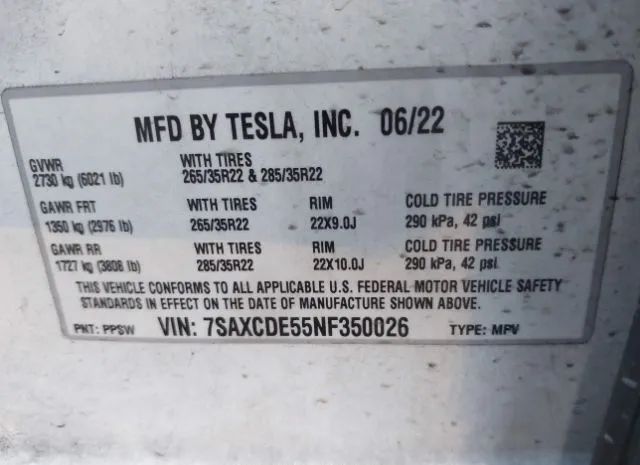 MFD BY TESLA, INC. 06/22
GVWR WITH TIRES
2730 kg (6021 lb) 265/35R22 & 285/35R22
GAWR FRT WITH TIRES RIM COLD TIRE PRESSURE
1350 kg (2976 lb) 265/35R22 22X9.0J 290 kPa, 42 psi
GAWR RR WITH TIRES RIM COLD TIRE PRESSURE
1727 kg (3808 lb) 285/35R22 22X10.0J 290 kPa, 42 psi
THIS VEHICLE CONFORMS TO ALL APPLICABLE U.S. FEDERAL MOTOR VEHICLE SAFETY
STANDARDS IN EFFECT ON THE DATE OF MANUFACTURE SHOWN ABOVE.
PNT: PPSW VIN: 7SAXCDE55NF350026 TYPE: MPV